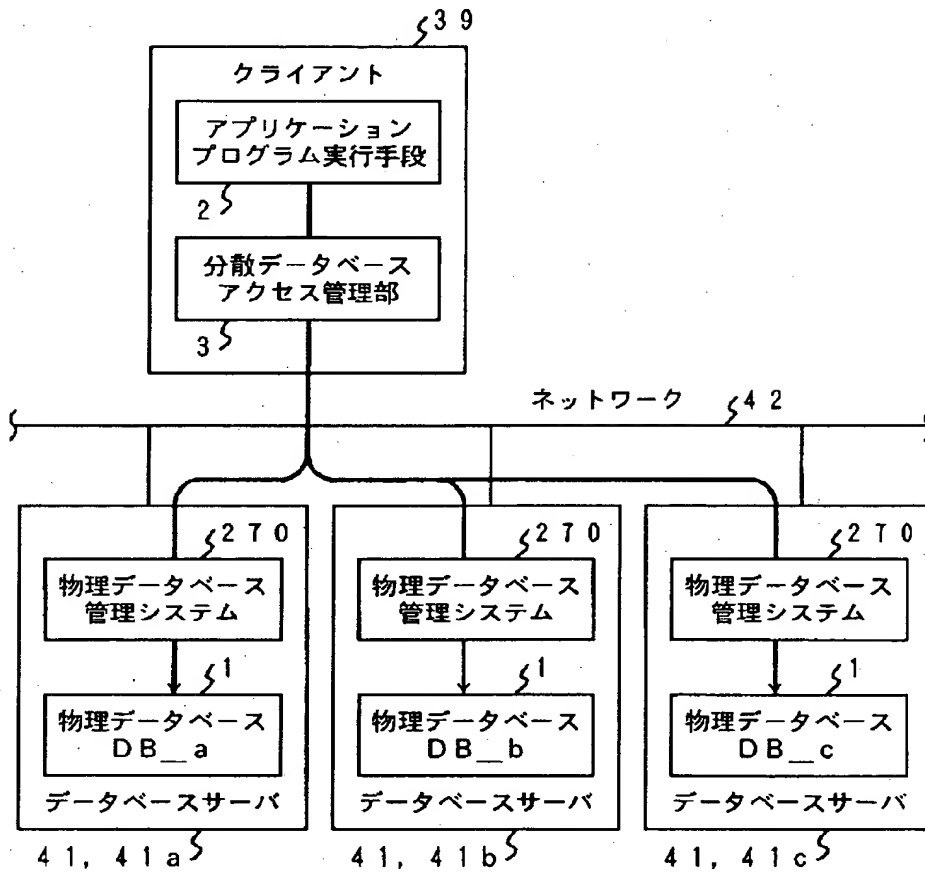 39
クライアント
アプリケーション
プログラム実行手段
2
分散データベース
アクセス管理部
3
ネットワーク
42
270
270
270
物理データベース
管理システム
物理データベース
管理システム
物理データベース
管理システム
1
1
1
物理データベース
DB__a
物理データベース
DB__b
物理データベース
DB__c
データベースサーバ
データベースサーバ
データベースサーバ
41, 41a
41, 41b
41, 41c